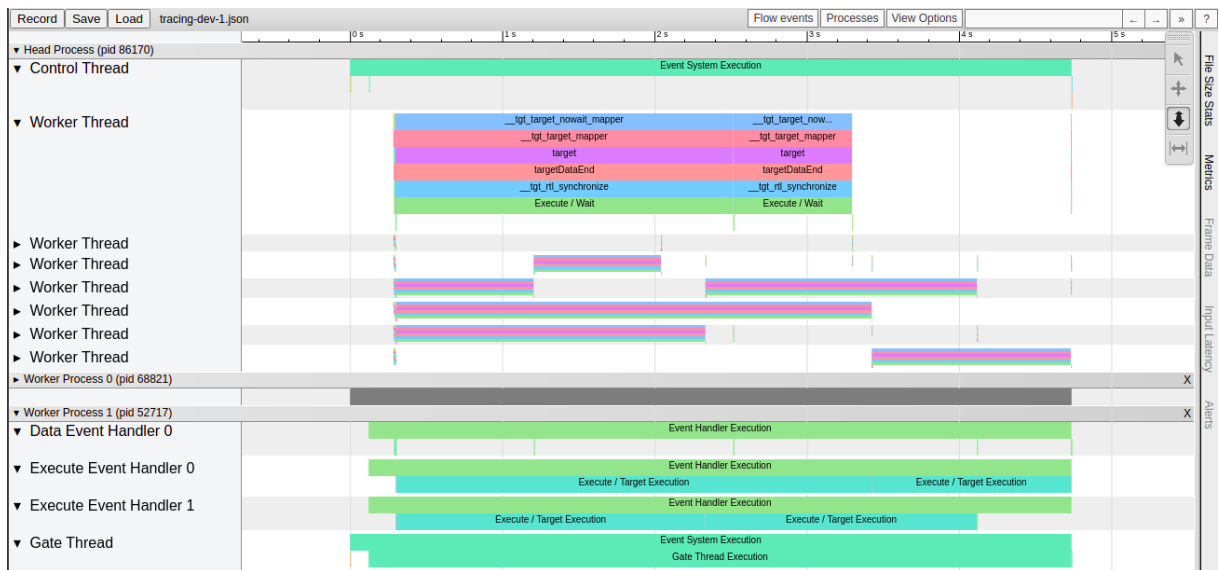 Record Save Load tracing-dev-1.json Flow events Processes View Options ← → » ?
0 s 1 s 2 s 3 s 4 s 5 s
▾ Head Process (pid 86170)
▾ Control Thread
Event System Execution
▾ Worker Thread
__tgt_target_nowait_mapper __tgt_target_now...
__tgt_target_mapper __tgt_target_mapper
target target
targetDataEnd targetDataEnd
__tgt_rtl_synchronize __tgt_rtl_synchronize
Execute / Wait Execute / Wait
▸ Worker Thread
▸ Worker Thread
▸ Worker Thread
▸ Worker Thread
▸ Worker Thread
▸ Worker Thread
▸ Worker Process 0 (pid 68821) X
▾ Worker Process 1 (pid 52717) X
▾ Data Event Handler 0
Event Handler Execution
▾ Execute Event Handler 0
Event Handler Execution
Execute / Target Execution Execute / Target Execution
▾ Execute Event Handler 1
Event Handler Execution
Execute / Target Execution Execute / Target Execution
▾ Gate Thread
Event System Execution
Gate Thread Execution
File Size Stats
Metrics
Frame Data
Input Latency
Alerts